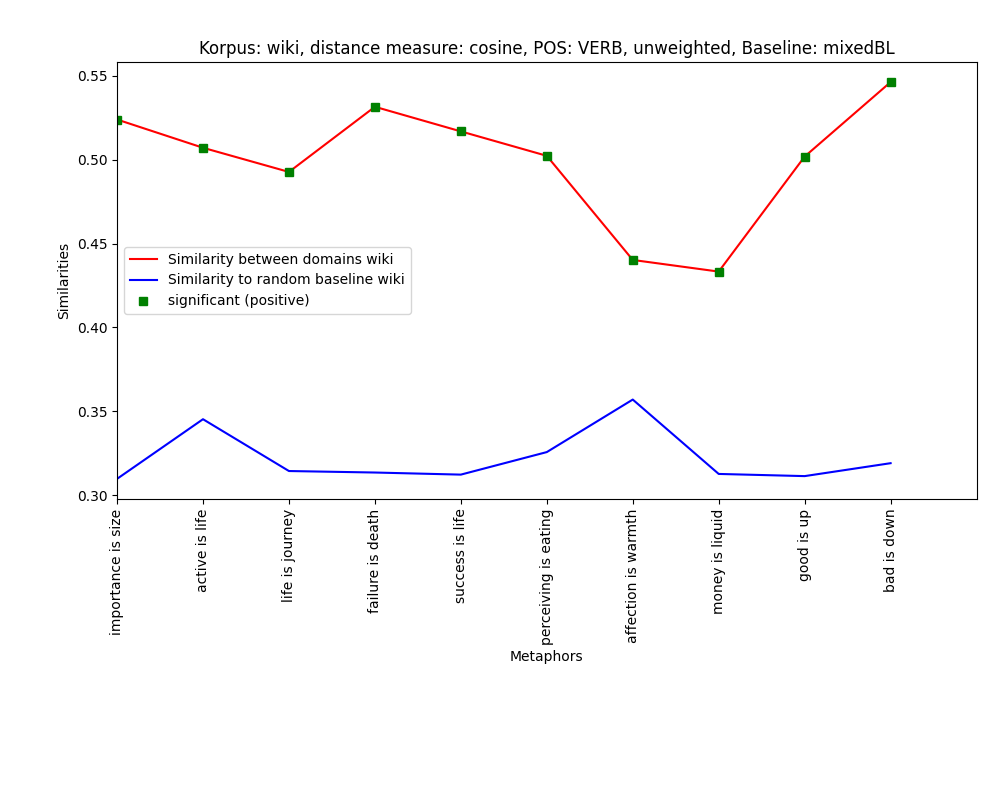 Korpus: wiki, distance measure: cosine, POS: VERB, unweighted, Baseline: mixedBL
0.55
0.50
0.45
0.40
0.35
0.30
Similarities
Similarity between domains wiki
Similarity to random baseline wiki
significant (positive)
importance is size
active is life
life is journey
failure is death
success is life
perceiving is eating
affection is warmth
money is liquid
good is up
bad is down
Metaphors